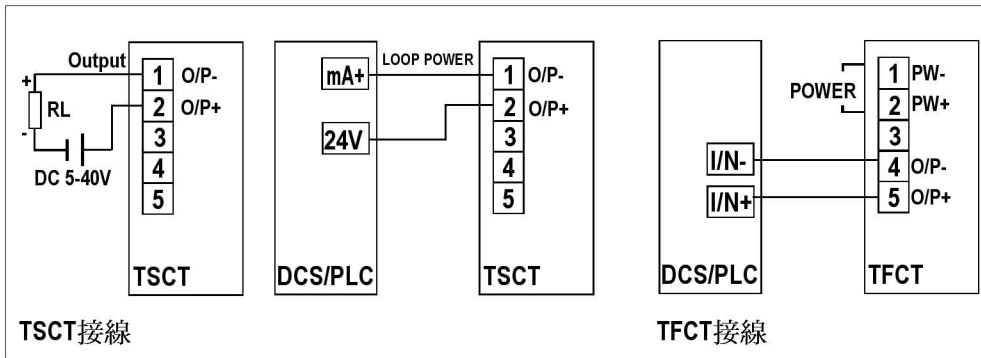 Output
+
RL
-
DC 5-40V
1 O/P-
2 O/P+
3
4
5
TSCT
mA+
24V
DCS/PLC
LOOP POWER
1 O/P-
2 O/P+
3
4
5
TSCT
I/N-
I/N+
DCS/PLC
POWER
1 PW-
2 PW+
3
4 O/P-
5 O/P+
TFCT
TSCT接線
TFCT接線